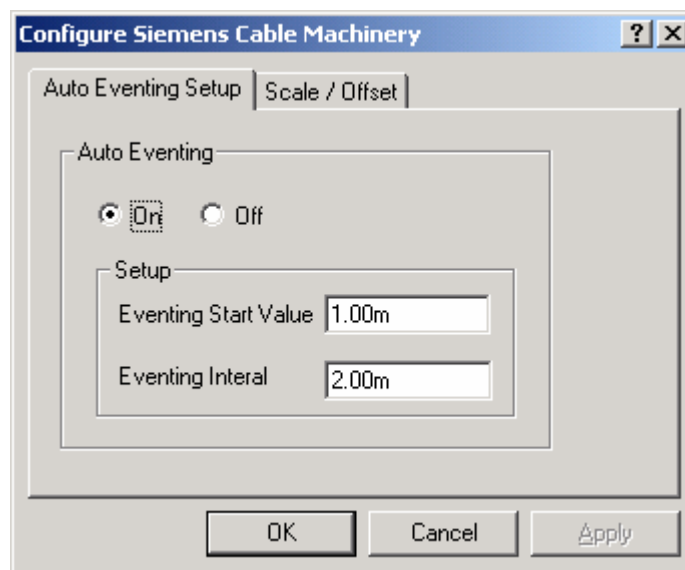 Configure Siemens Cable Machinery
Auto Eventing Setup
Scale / Offset
Auto Eventing
On
Off
Setup
Eventing Start Value
1.00m
Eventing Interal
2.00m
OK
Cancel
Apply